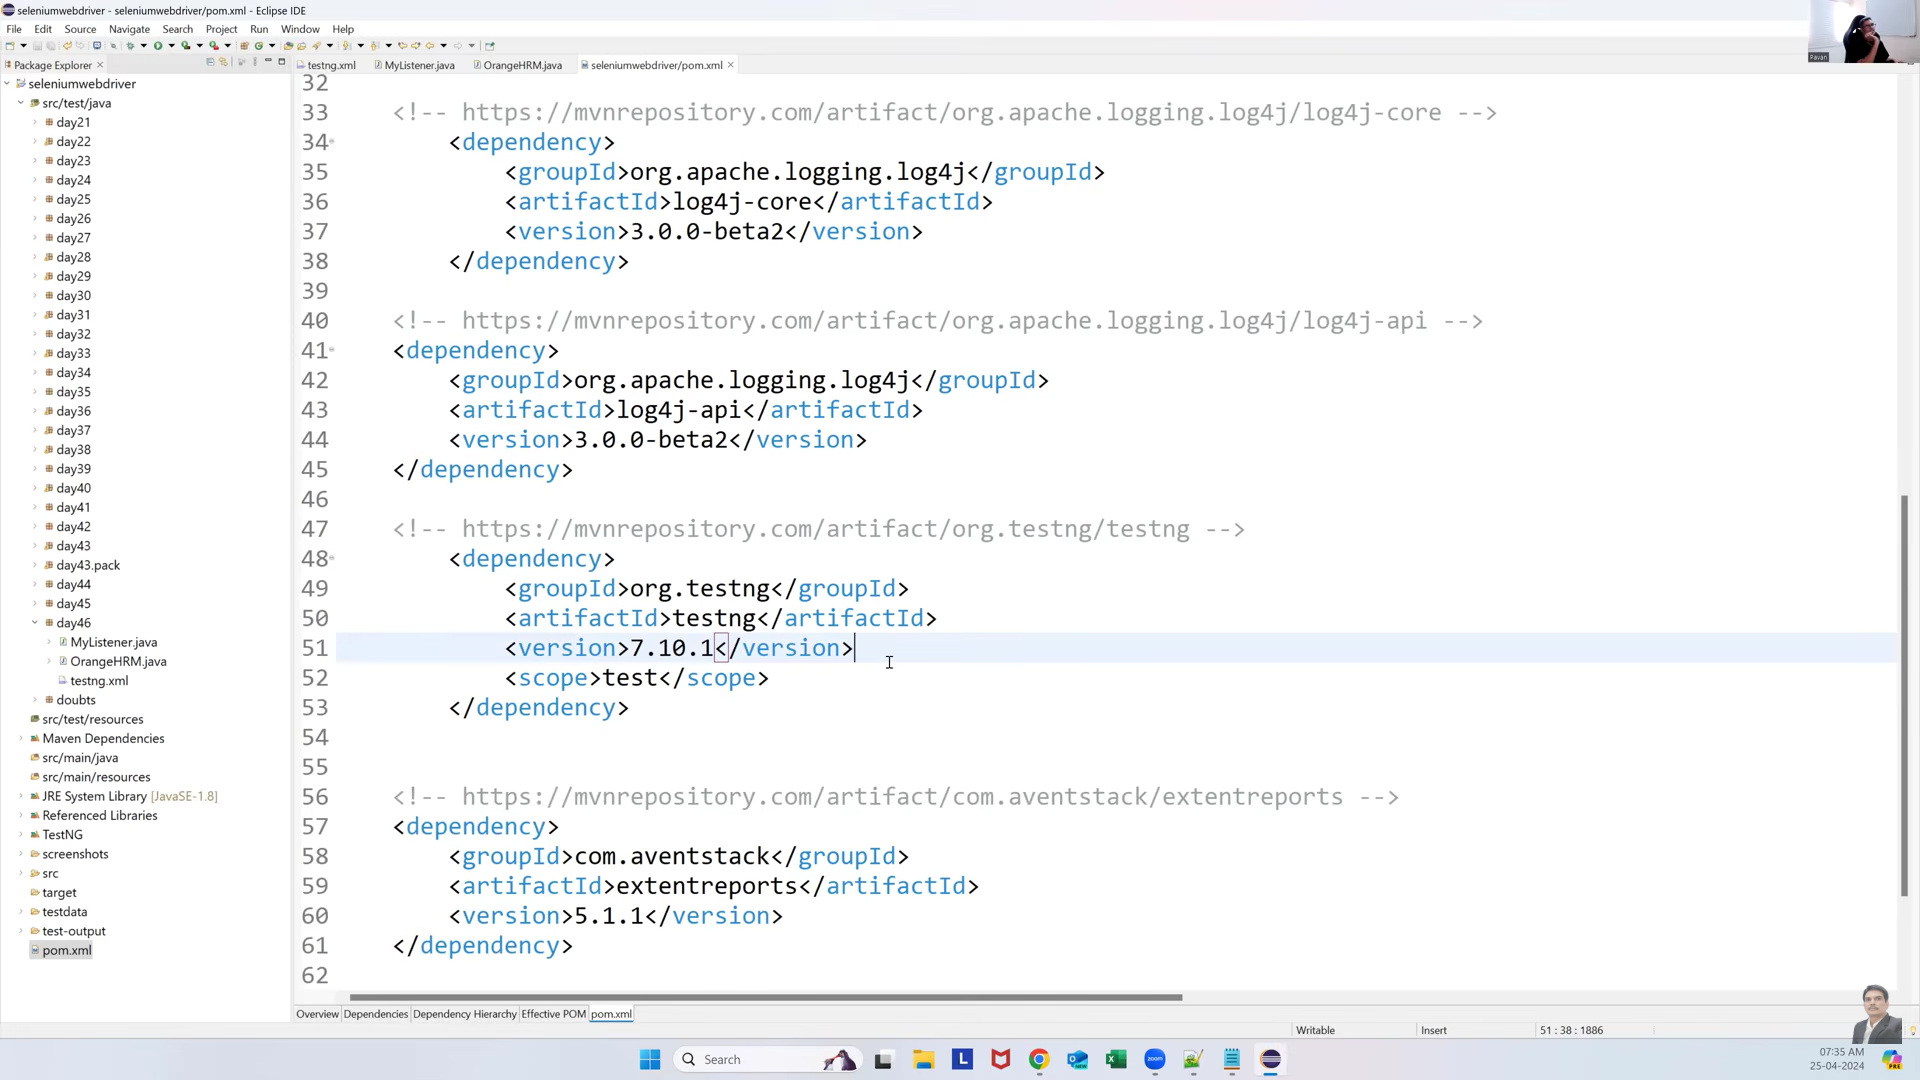 seleniumwebdriver - seleniumwebdriver/pom.xml - Eclipse IDE
File Edit Source Navigate Search Project Run Window Help
Package Explorer
testng.xml MyListener.java OrangeHRM.java seleniumwebdriver/pom.xml
Pavan
seleniumwebdriver
src/test/java
day21
day22
day23
day24
day25
day26
day27
day28
day29
day30
day31
day32
day33
day34
day35
day36
day37
day38
day39
day40
day41
day42
day43
day43.pack
day44
day45
day46
MyListener.java
OrangeHRM.java
testng.xml
doubts
src/test/resources
Maven Dependencies
src/main/java
src/main/resources
JRE System Library [JavaSE-1.8]
Referenced Libraries
TestNG
screenshots
src
target
testdata
test-output
pom.xml
32
33 <!-- https://mvnrepository.com/artifact/org.apache.logging.log4j/log4j-core -->
34 <dependency>
35 <groupId>org.apache.logging.log4j</groupId>
36 <artifactId>log4j-core</artifactId>
37 <version>3.0.0-beta2</version>
38 </dependency>
39
40 <!-- https://mvnrepository.com/artifact/org.apache.logging.log4j/log4j-api -->
41 <dependency>
42 <groupId>org.apache.logging.log4j</groupId>
43 <artifactId>log4j-api</artifactId>
44 <version>3.0.0-beta2</version>
45 </dependency>
46
47 <!-- https://mvnrepository.com/artifact/org.testng/testng -->
48 <dependency>
49 <groupId>org.testng</groupId>
50 <artifactId>testng</artifactId>
51 <version>7.10.1</version>
52 <scope>test</scope>
53 </dependency>
54
55
56 <!-- https://mvnrepository.com/artifact/com.aventstack/extentreports -->
57 <dependency>
58 <groupId>com.aventstack</groupId>
59 <artifactId>extentreports</artifactId>
60 <version>5.1.1</version>
61 </dependency>
62
Overview Dependencies Dependency Hierarchy Effective POM pom.xml
Writable Insert 51 : 38 : 1886
Search
L
07:35 AM
25-04-2024
PRE